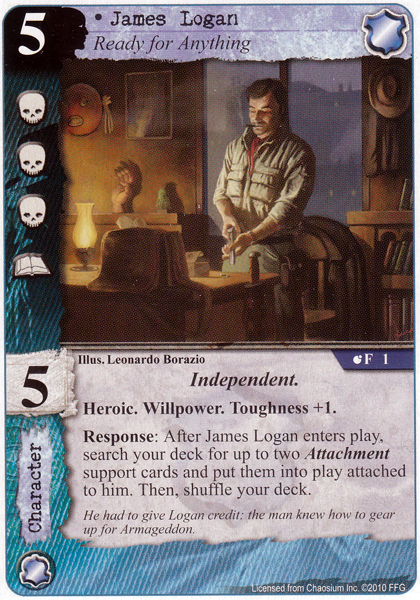 5
• James Logan
Ready for Anything
Illus. Leonardo Borazio
F 1
5
Character
Independent.
Heroic. Willpower. Toughness +1.
Response: After James Logan enters play,
search your deck for up to two Attachment
support cards and put them into play attached
to him. Then, shuffle your deck.
He had to give Logan credit: the man knew how to gear
up for Armageddon.
Licensed from Chaosium Inc. ©2010 FFG